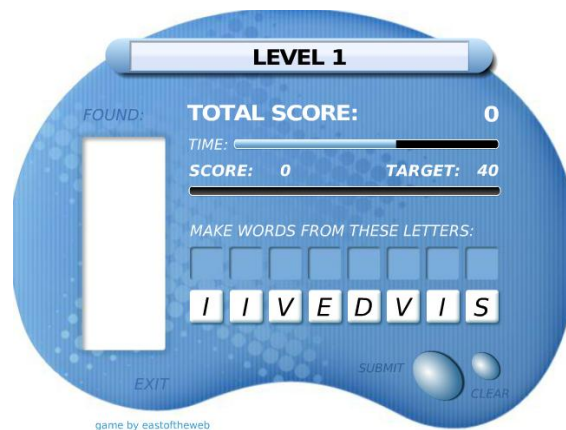 LEVEL 1
FOUND:
TOTAL SCORE: 0
TIME:
SCORE: 0 TARGET: 40
MAKE WORDS FROM THESE LETTERS:
I I V E D V I S
SUBMIT
CLEAR
EXIT
game by eastoftheweb